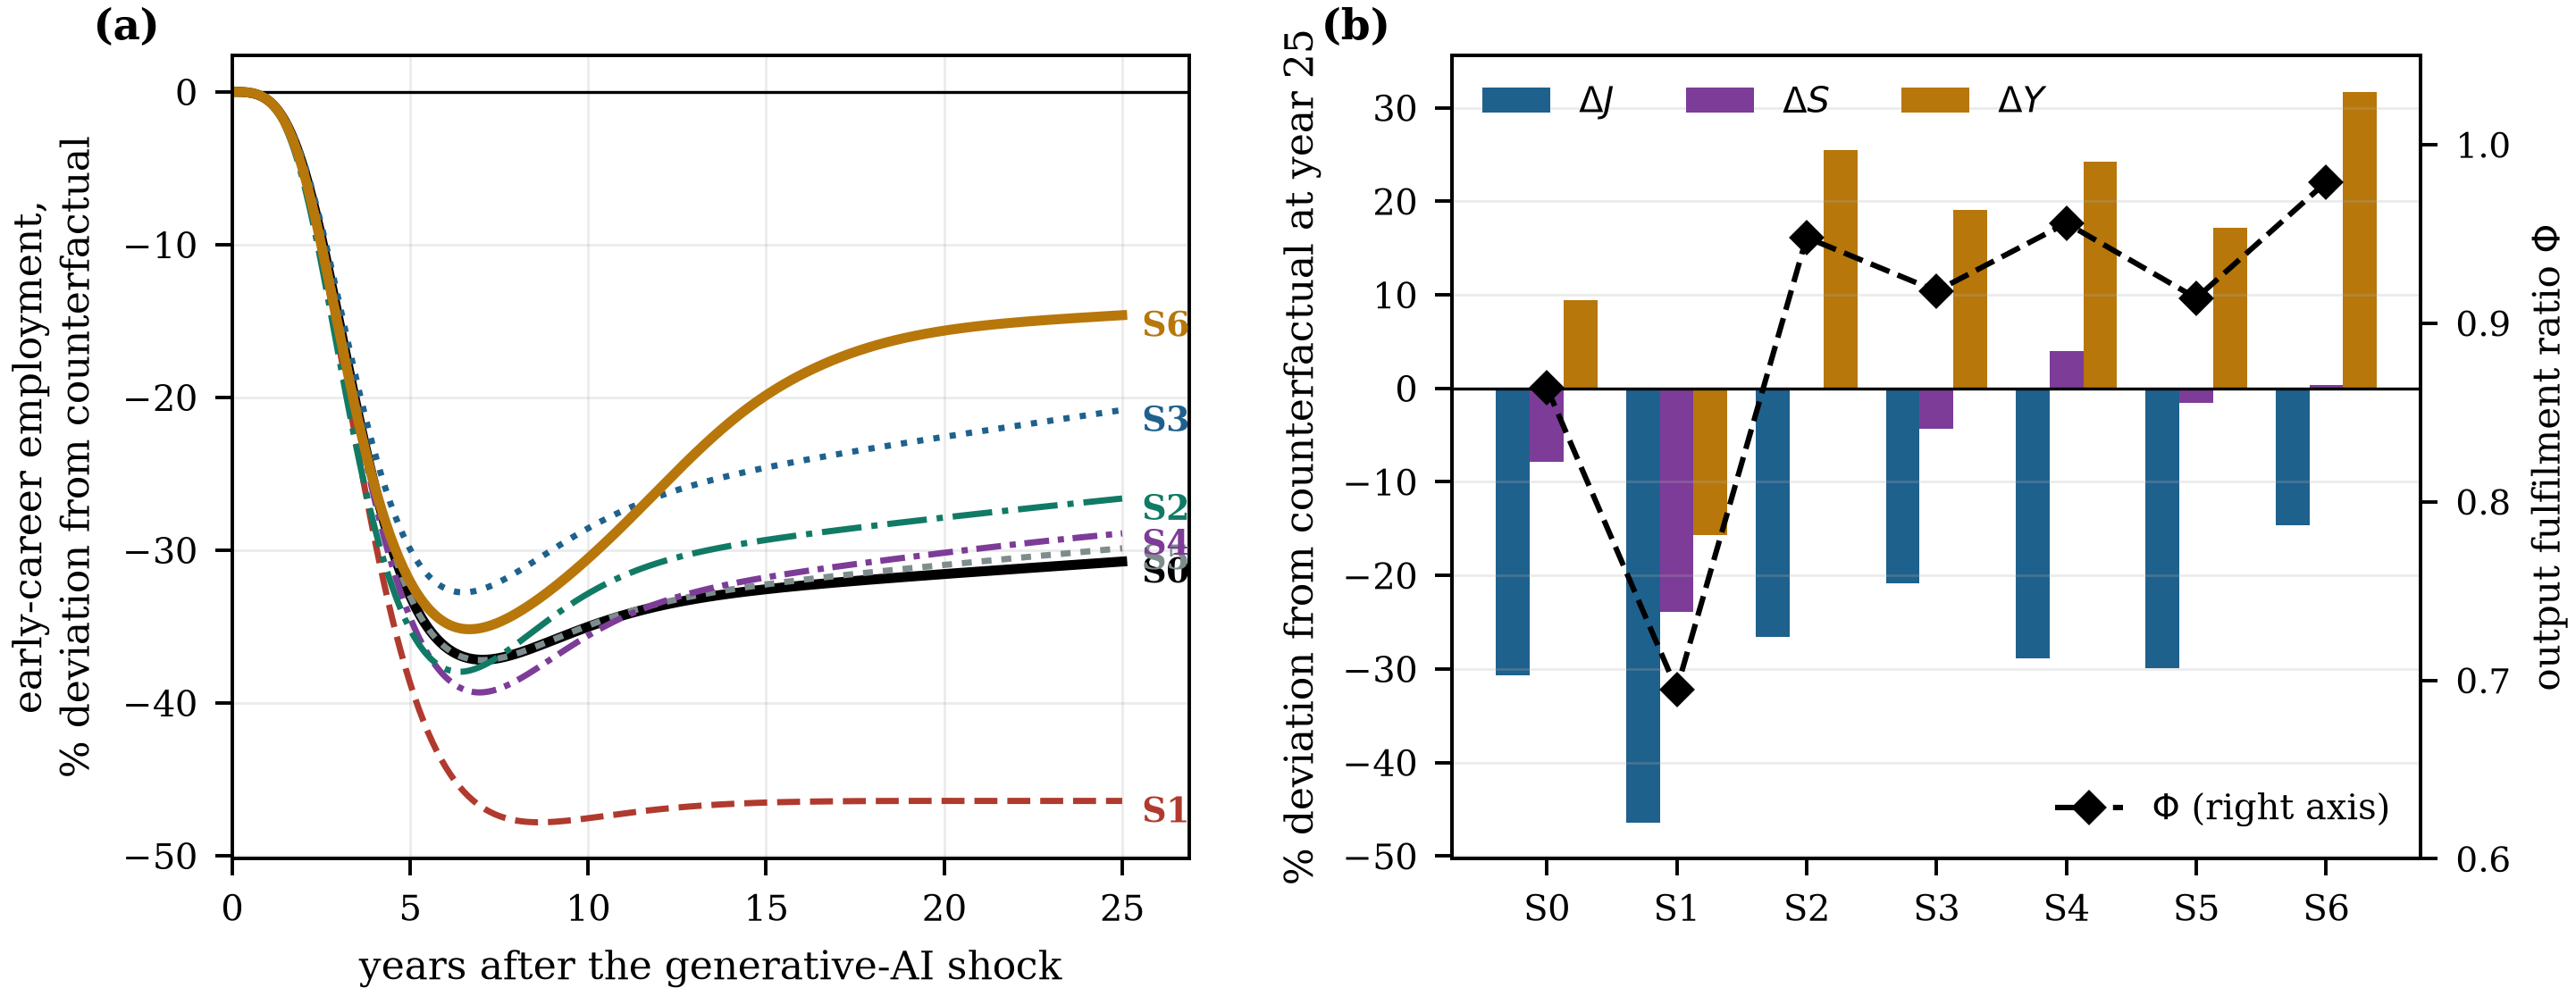 (a)
early-career employment,
% deviation from counterfactual
0
−10
−20
−30
−40
−50
0
5
10
15
20
25
years after the generative-AI shock
S6
S3
S2
S4
S0
S1
(b)
% deviation from counterfactual at year 25
30
20
10
0
−10
−20
−30
−40
−50
ΔJ
ΔS
ΔY
Φ (right axis)
S0
S1
S2
S3
S4
S5
S6
1.0
0.9
0.8
0.7
0.6
output fulfilment ratio Φ